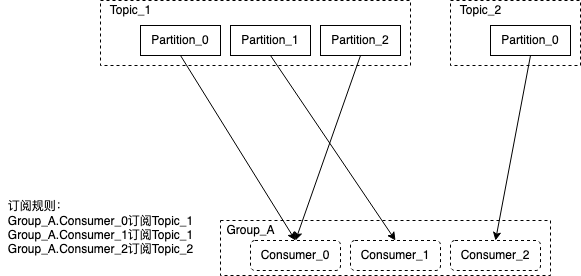 Topic_1
Topic_2
Partition_0
Partition_1
Partition_2
Partition_0
订阅规则：
Group_A.Consumer_0订阅Topic_1
Group_A.Consumer_1订阅Topic_1
Group_A.Consumer_2订阅Topic_2
Group_A
Consumer_0
Consumer_1
Consumer_2